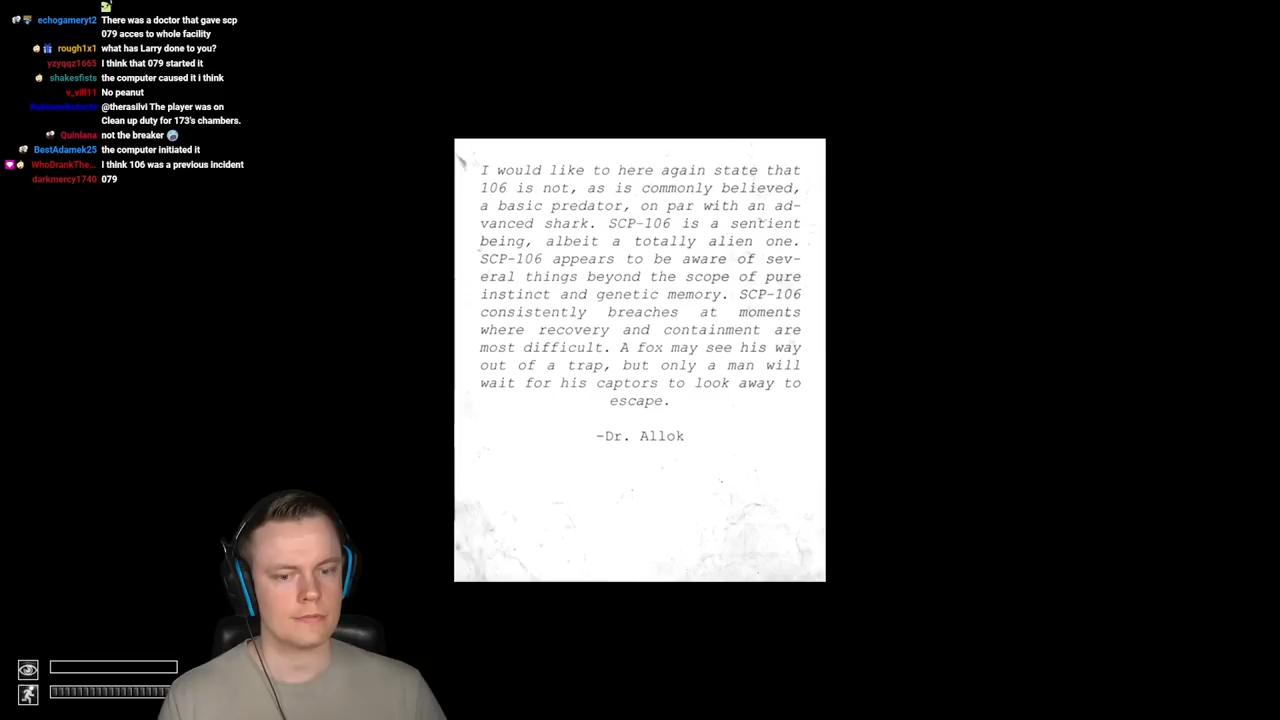 echogameryt2 There was a doctor that gave scp
079 acces to whole facility
rough1x1 what has Larry done to you?
yzyqqz1665 I think that 079 started it
shakesfists the computer caused it i think
v_vill11 No peanut
@therasilvi The player was on
Clean up duty for 173's chambers.
Quinlana not the breaker
BestAdamek25 the computer initiated it
WhoDrankThe... I think 106 was a previous incident
darkmercy1740 079
I would like to here again state that
106 is not, as is commonly believed,
a basic predator, on par with an ad-
vanced shark. SCP-106 is a sentient
being, albeit a totally alien one.
SCP-106 appears to be aware of sev-
eral things beyond the scope of pure
instinct and genetic memory. SCP-106
consistently breaches at moments
where recovery and containment are
most difficult. A fox may see his way
out of a trap, but only a man will
wait for his captors to look away to
escape.
-Dr. Allok